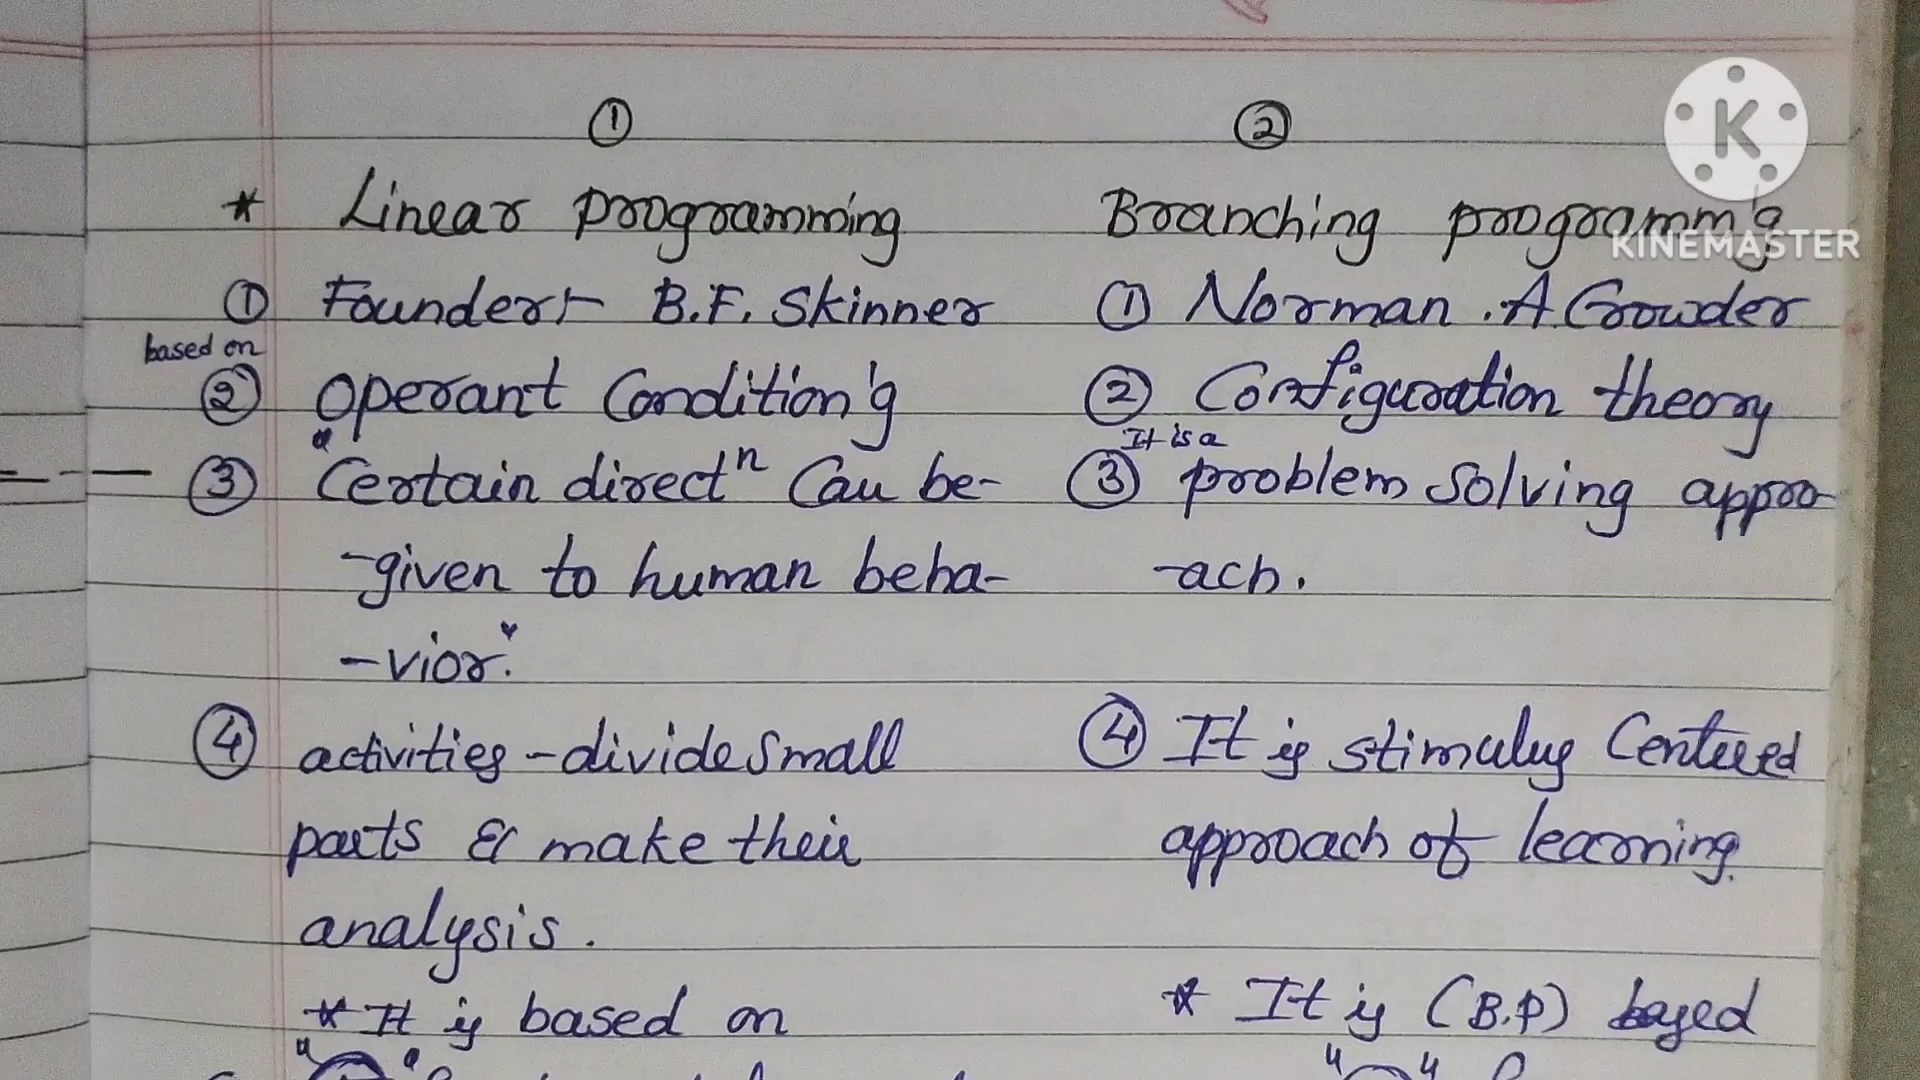 ① ②
* Linear programming Branching programm'g
① Founder:- B.F. Skinner ① Norman .A Crowder
based on
② Operant Condition'g ② Configuration theory
It is a
③ "Certain directⁿ Can be- ③ problem solving appro-
-given to human beha- -ach.
-vior."
④ activities - divide small ④ It is stimulus Centered
parts & make their approach of learning.
analysis.
* It is based on * It is (B.P) based
K
KINEMASTER